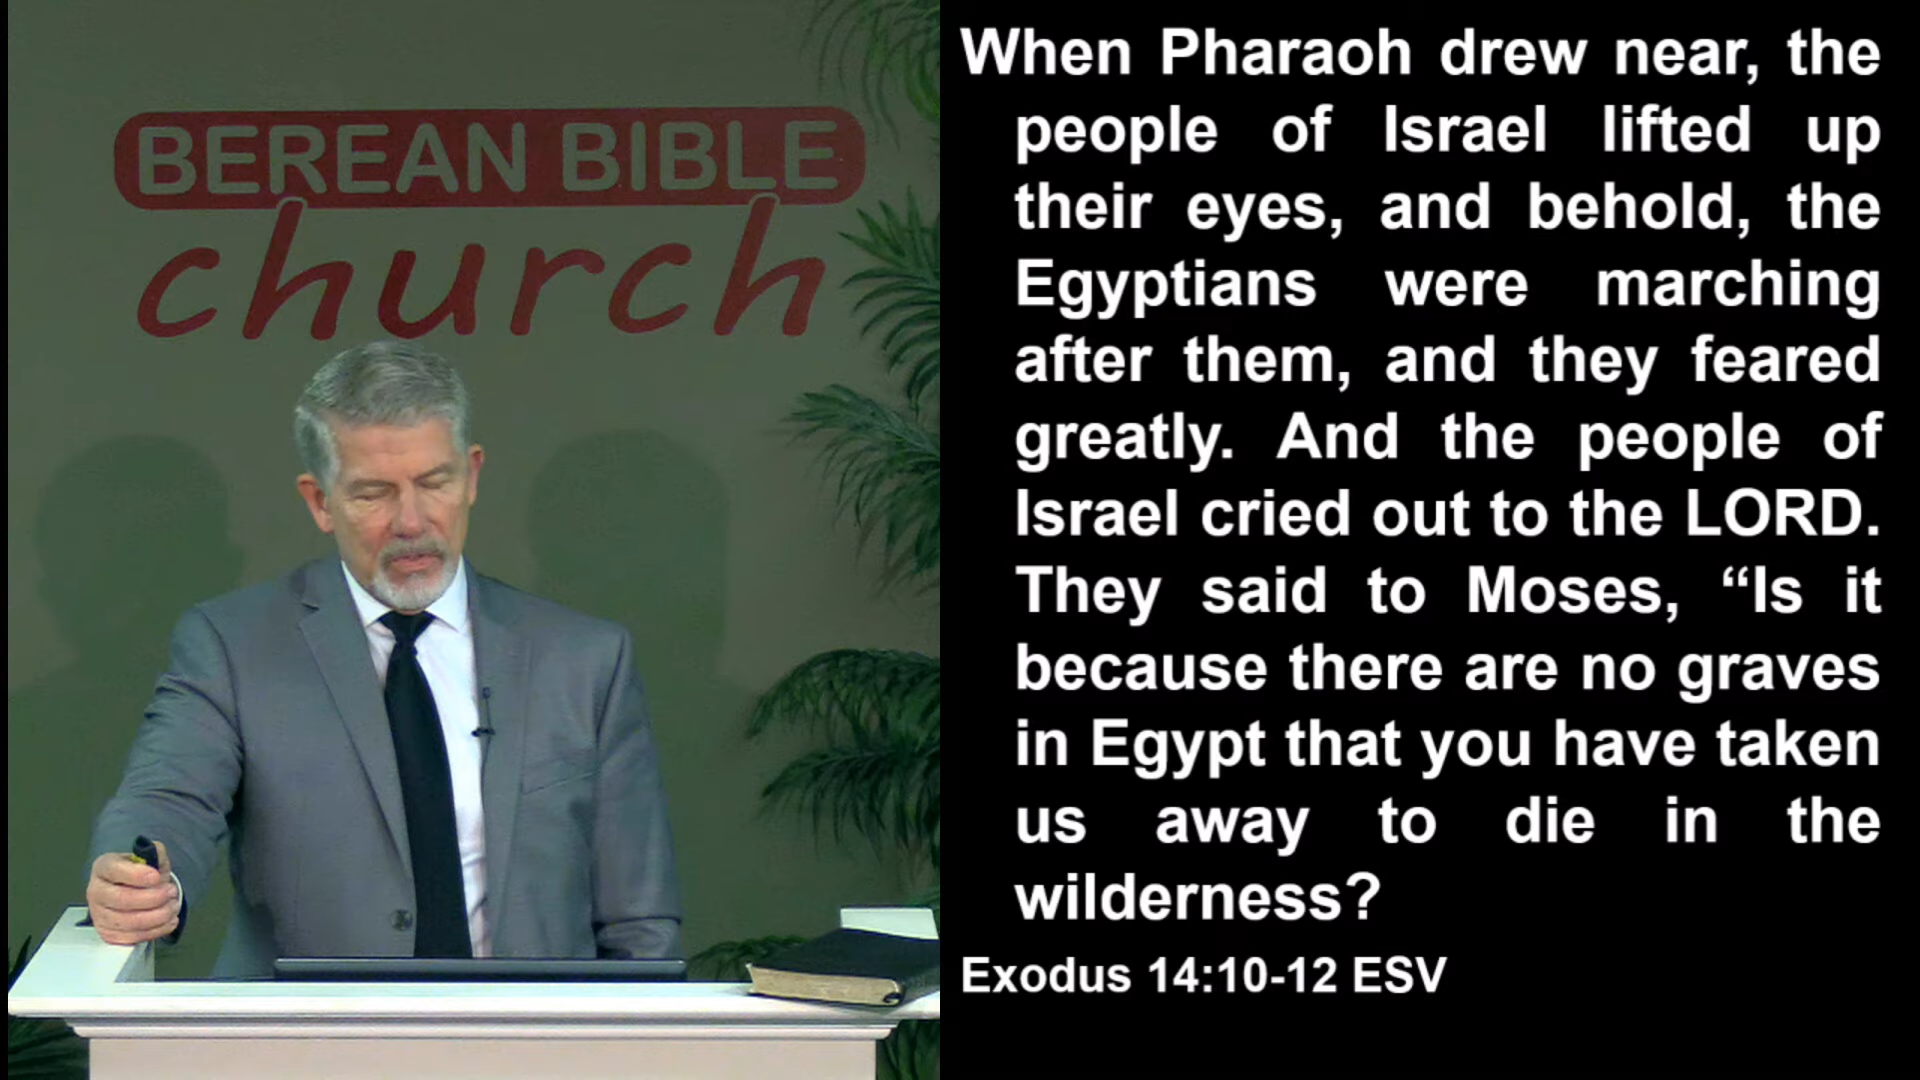 BEREAN BIBLE
church
When Pharaoh drew near, the
people of Israel lifted up
their eyes, and behold, the
Egyptians were marching
after them, and they feared
greatly. And the people of
Israel cried out to the LORD.
They said to Moses, “Is it
because there are no graves
in Egypt that you have taken
us away to die in the
wilderness?
Exodus 14:10-12 ESV